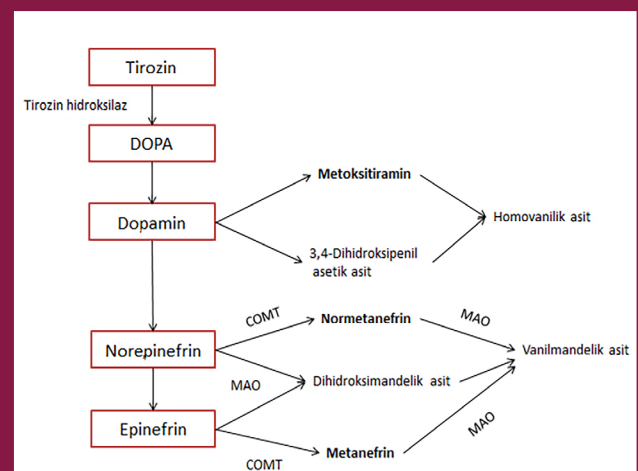 Tirozin
Tirozin hidroksilaz
DOPA
Metoksitiramin
Dopamin
Homovanilik asit
3,4-Dihidroksipenil
asetik asit
COMT
Normetanefrin
MAO
Norepinefrin
Vanilmandelik asit
MAO
Dihidroksimandelik asit
Epinefrin
MAO
COMT
Metanefrin